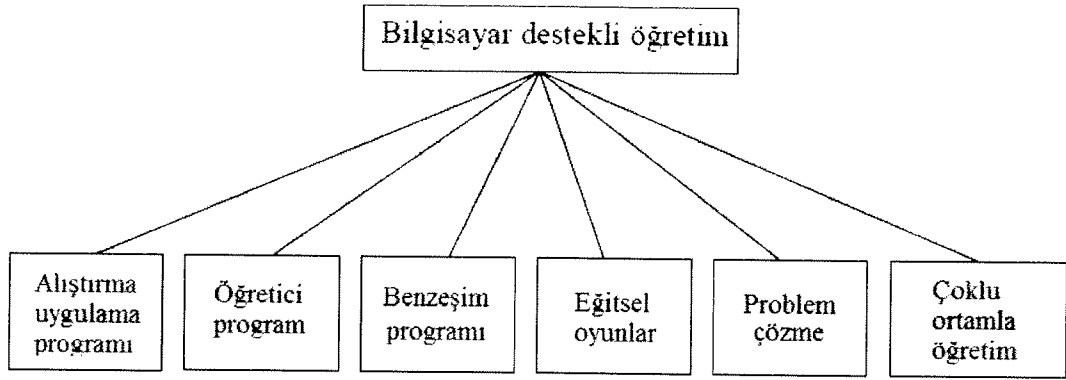 Bilgisayar destekli öğretim
Alıştırma
uygulama
programı
Öğretici
program
Benzeşim
programı
Eğitsel
oyunlar
Problem
çözme
Çoklu
ortamla
öğretim